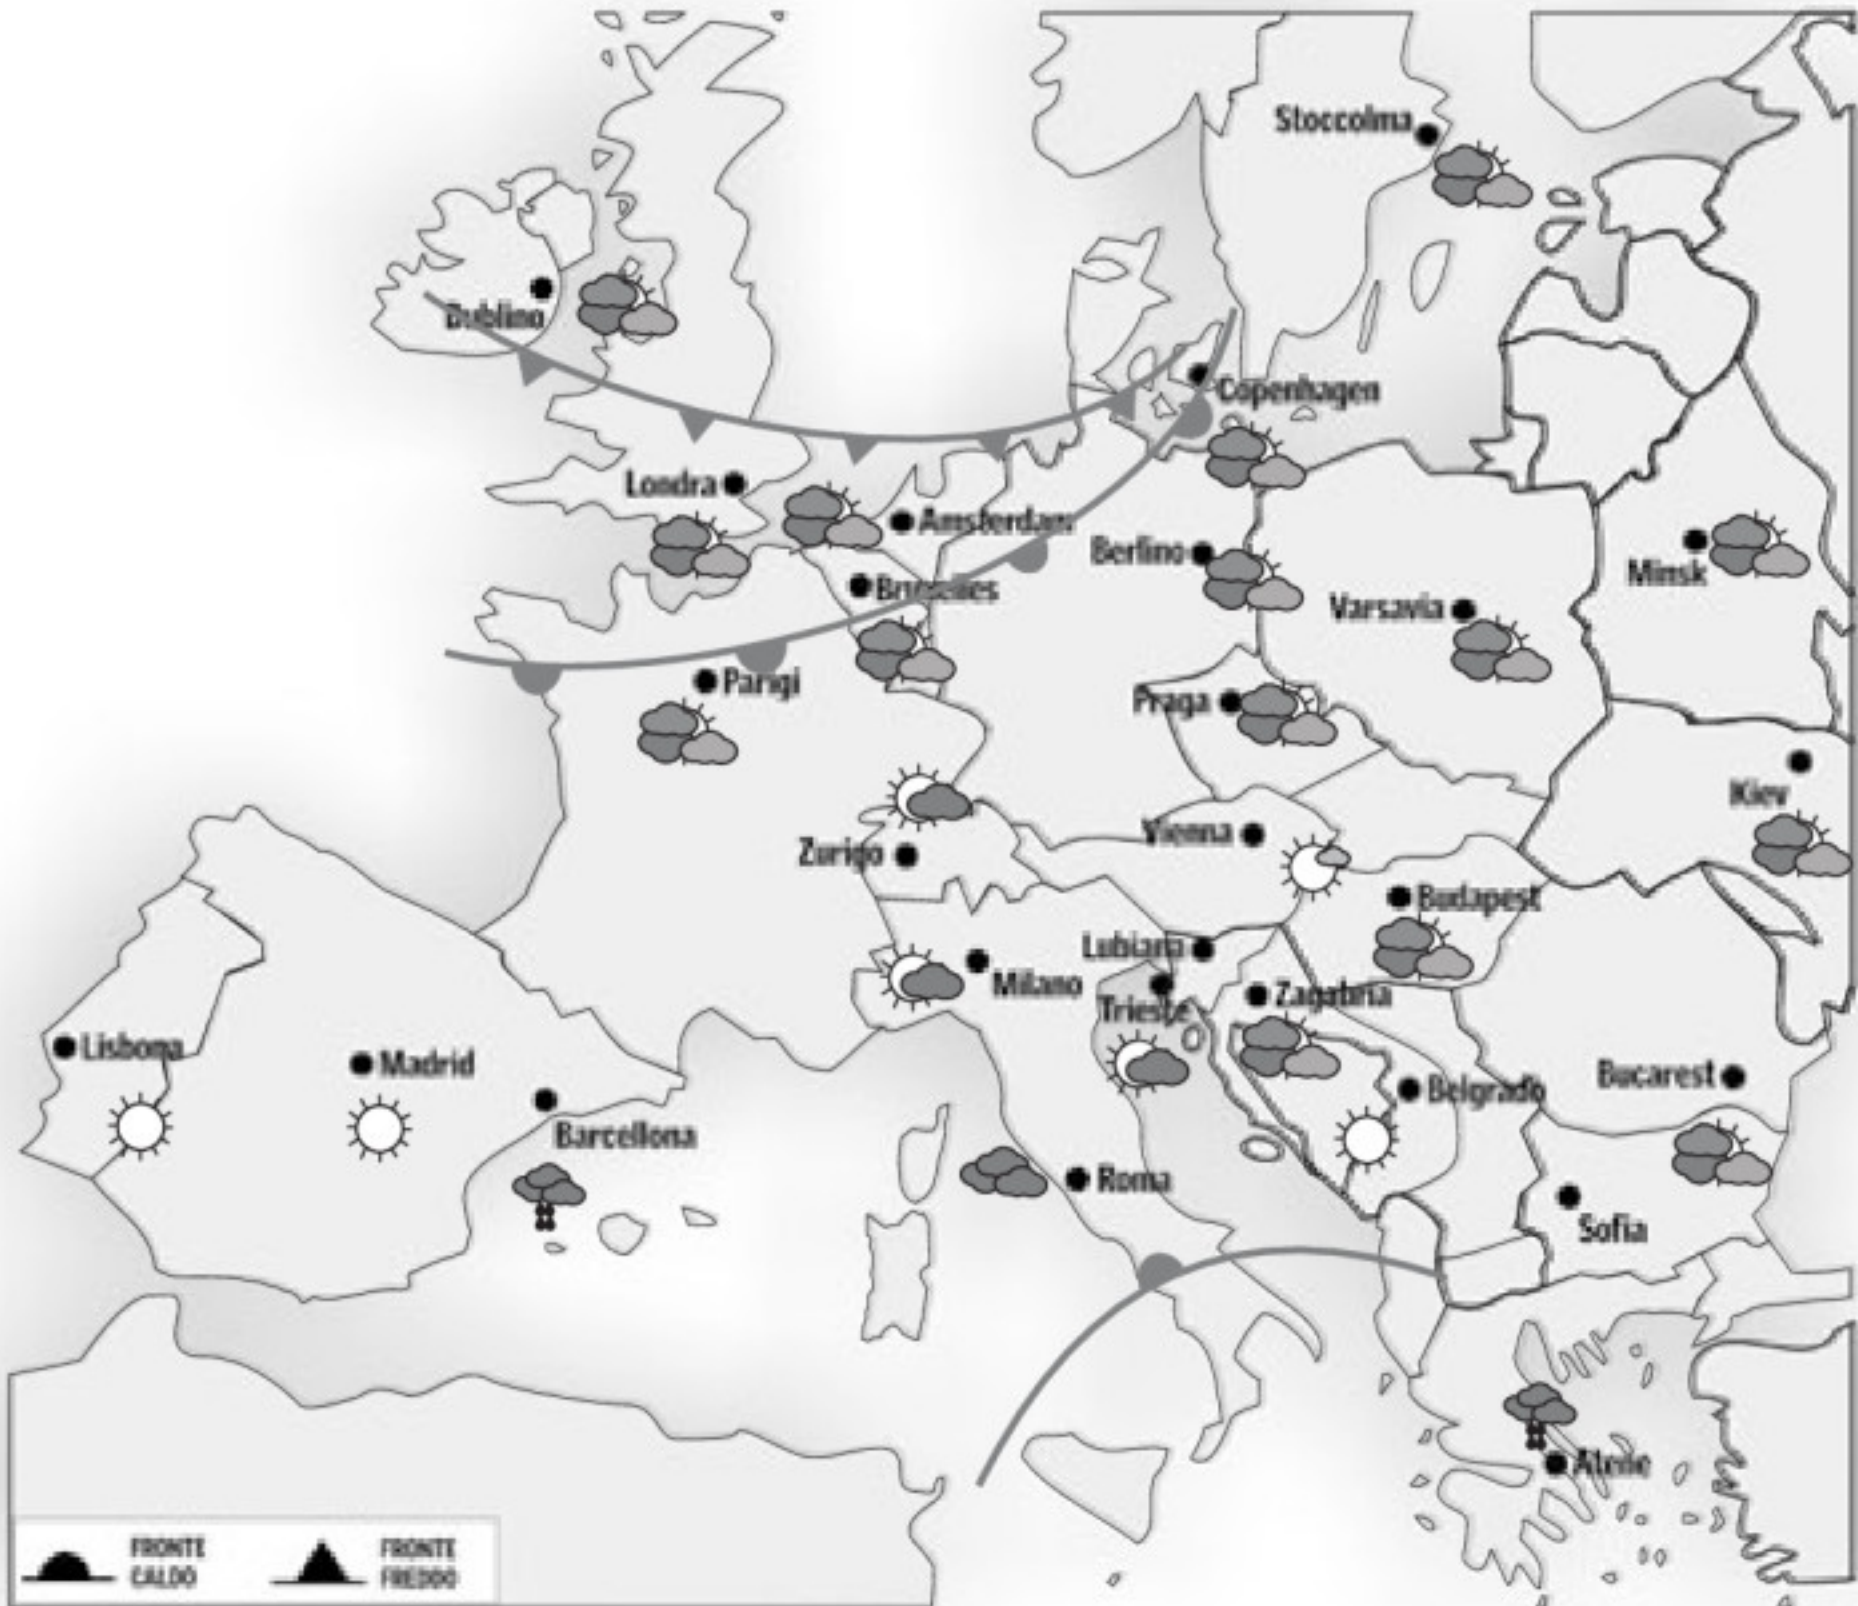 Stoccolma
Dublino
Copenhagen
Londra
Amsterdam
Berlino
Minsk
Bruxelles
Varsavia
Parigi
Praga
Kiev
Vienna
Zurigo
Budapest
Lubiana
Milano
Trieste
Zagabria
Lisbona
Madrid
Bucarest
Belgrado
Barcellona
Roma
Sofia
Atene
FRONTE
CALDO
FRONTE
FREDDO